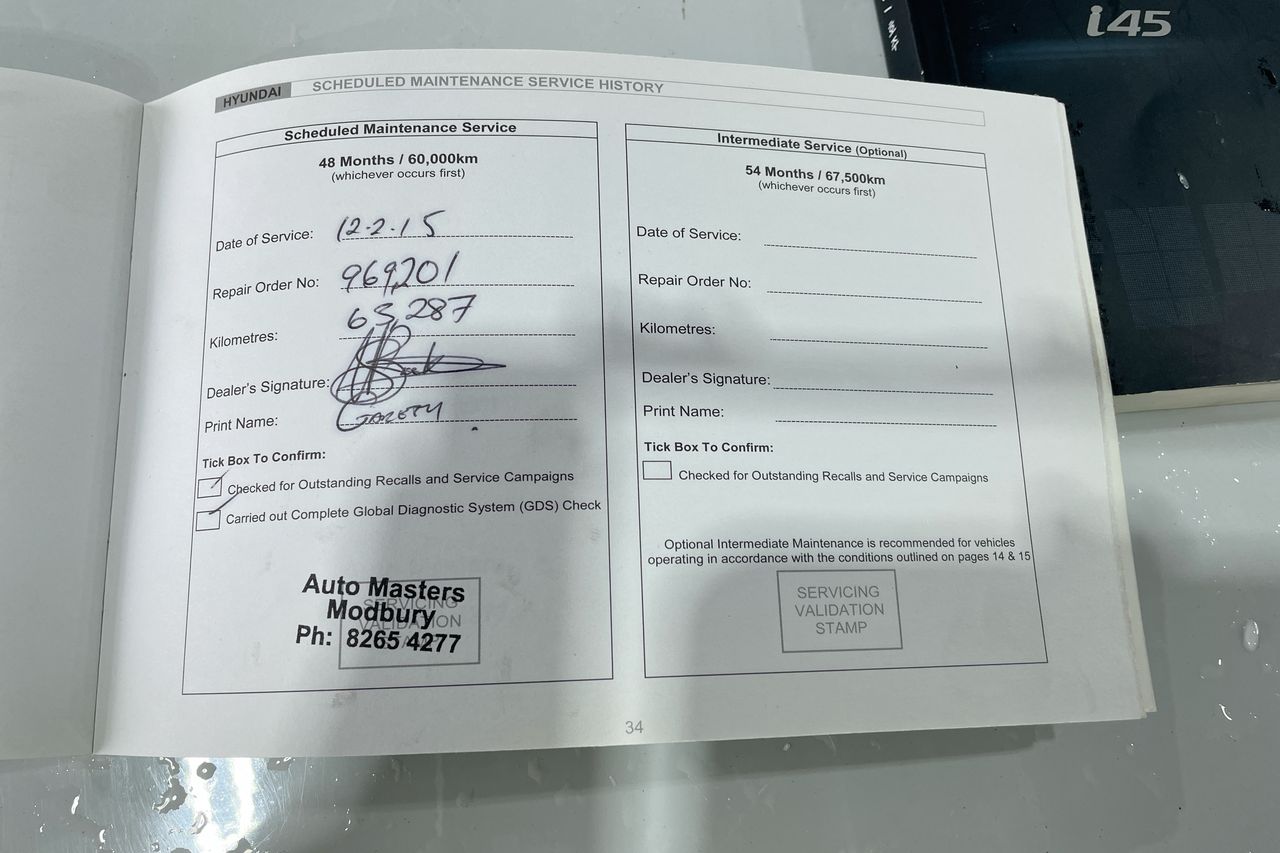 i45
HYUNDAI SCHEDULED MAINTENANCE SERVICE HISTORY
Scheduled Maintenance Service
48 Months / 60,000km
(whichever occurs first)
Date of Service: 12.2.15
Repair Order No: 969,201
Kilometres: 65,287
Dealer's Signature:
Print Name: GARETH
Tick Box To Confirm:
Checked for Outstanding Recalls and Service Campaigns
Carried out Complete Global Diagnostic System (GDS) Check
Auto Masters
Modbury
Ph: 8265 4277
SERVICING
VALIDATION
Intermediate Service (Optional)
54 Months / 67,500km
(whichever occurs first)
Date of Service:
Repair Order No:
Kilometres:
Dealer's Signature:
Print Name:
Tick Box To Confirm:
Checked for Outstanding Recalls and Service Campaigns
Optional Intermediate Maintenance is recommended for vehicles
operating in accordance with the conditions outlined on pages 14 & 15
SERVICING
VALIDATION
STAMP
34